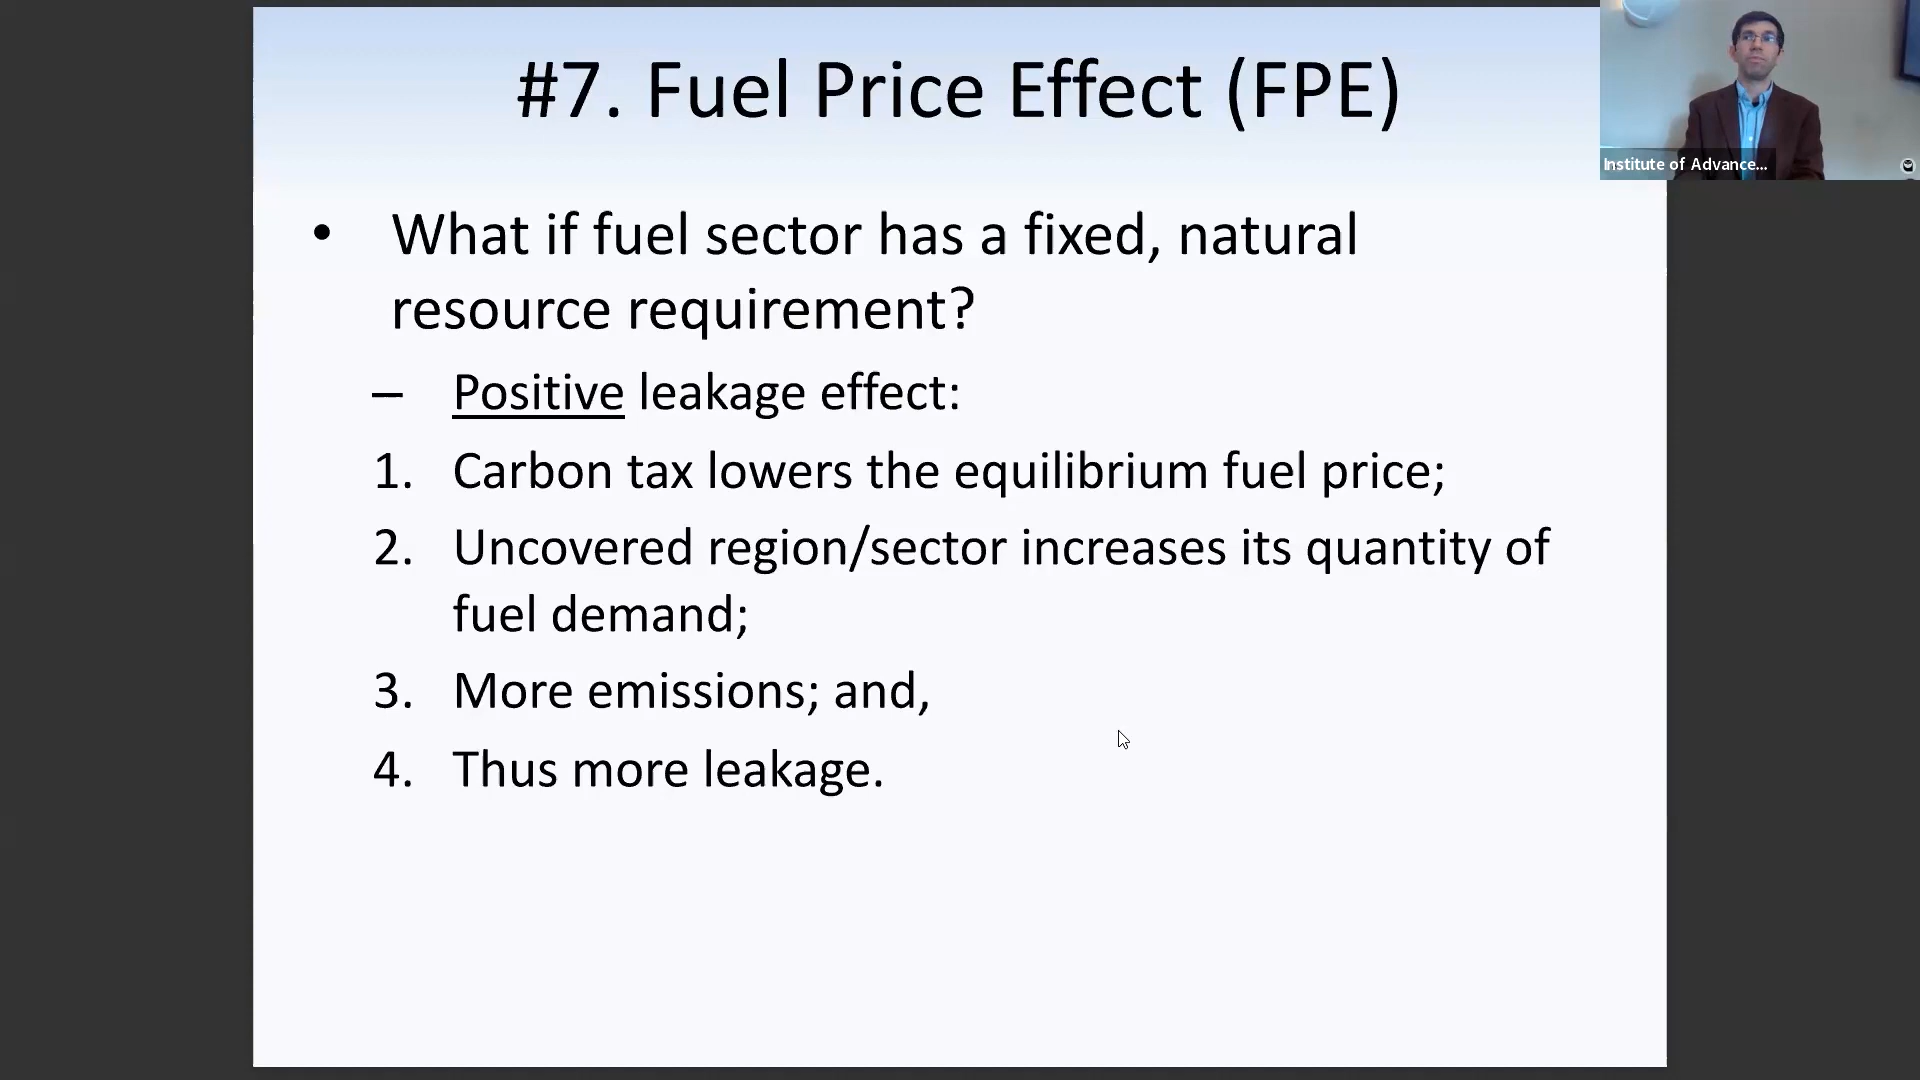 #7. Fuel Price Effect (FPE)
Institute of Advance...
• What if fuel sector has a fixed, natural
resource requirement?
– Positive leakage effect:
1. Carbon tax lowers the equilibrium fuel price;
2. Uncovered region/sector increases its quantity of
fuel demand;
3. More emissions; and,
4. Thus more leakage.